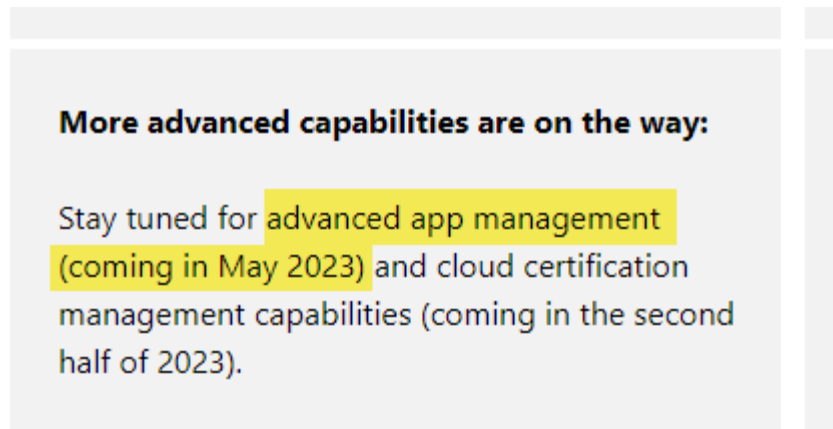 More advanced capabilities are on the way:
Stay tuned for advanced app management
(coming in May 2023) and cloud certification
management capabilities (coming in the second
half of 2023).